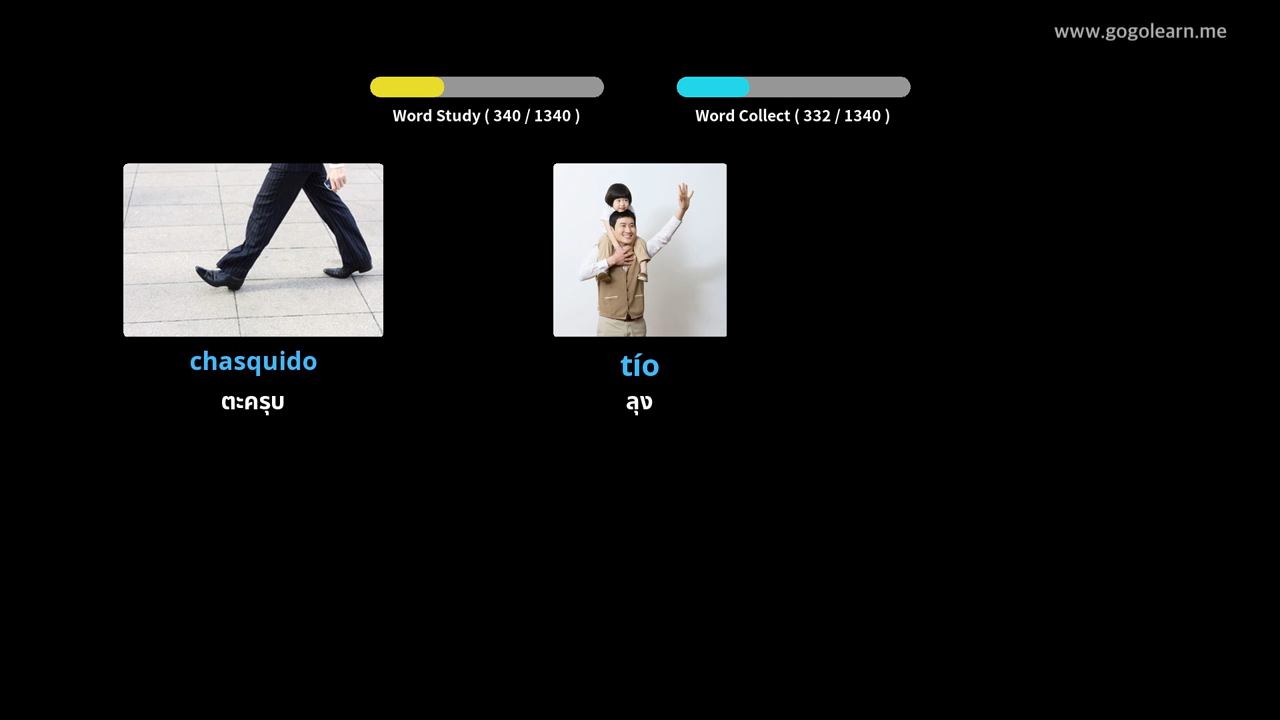 www.gogolearn.me
Word Study ( 340 / 1340 )
Word Collect ( 332 / 1340 )
chasquido
ตะครุบ
tío
ลุง